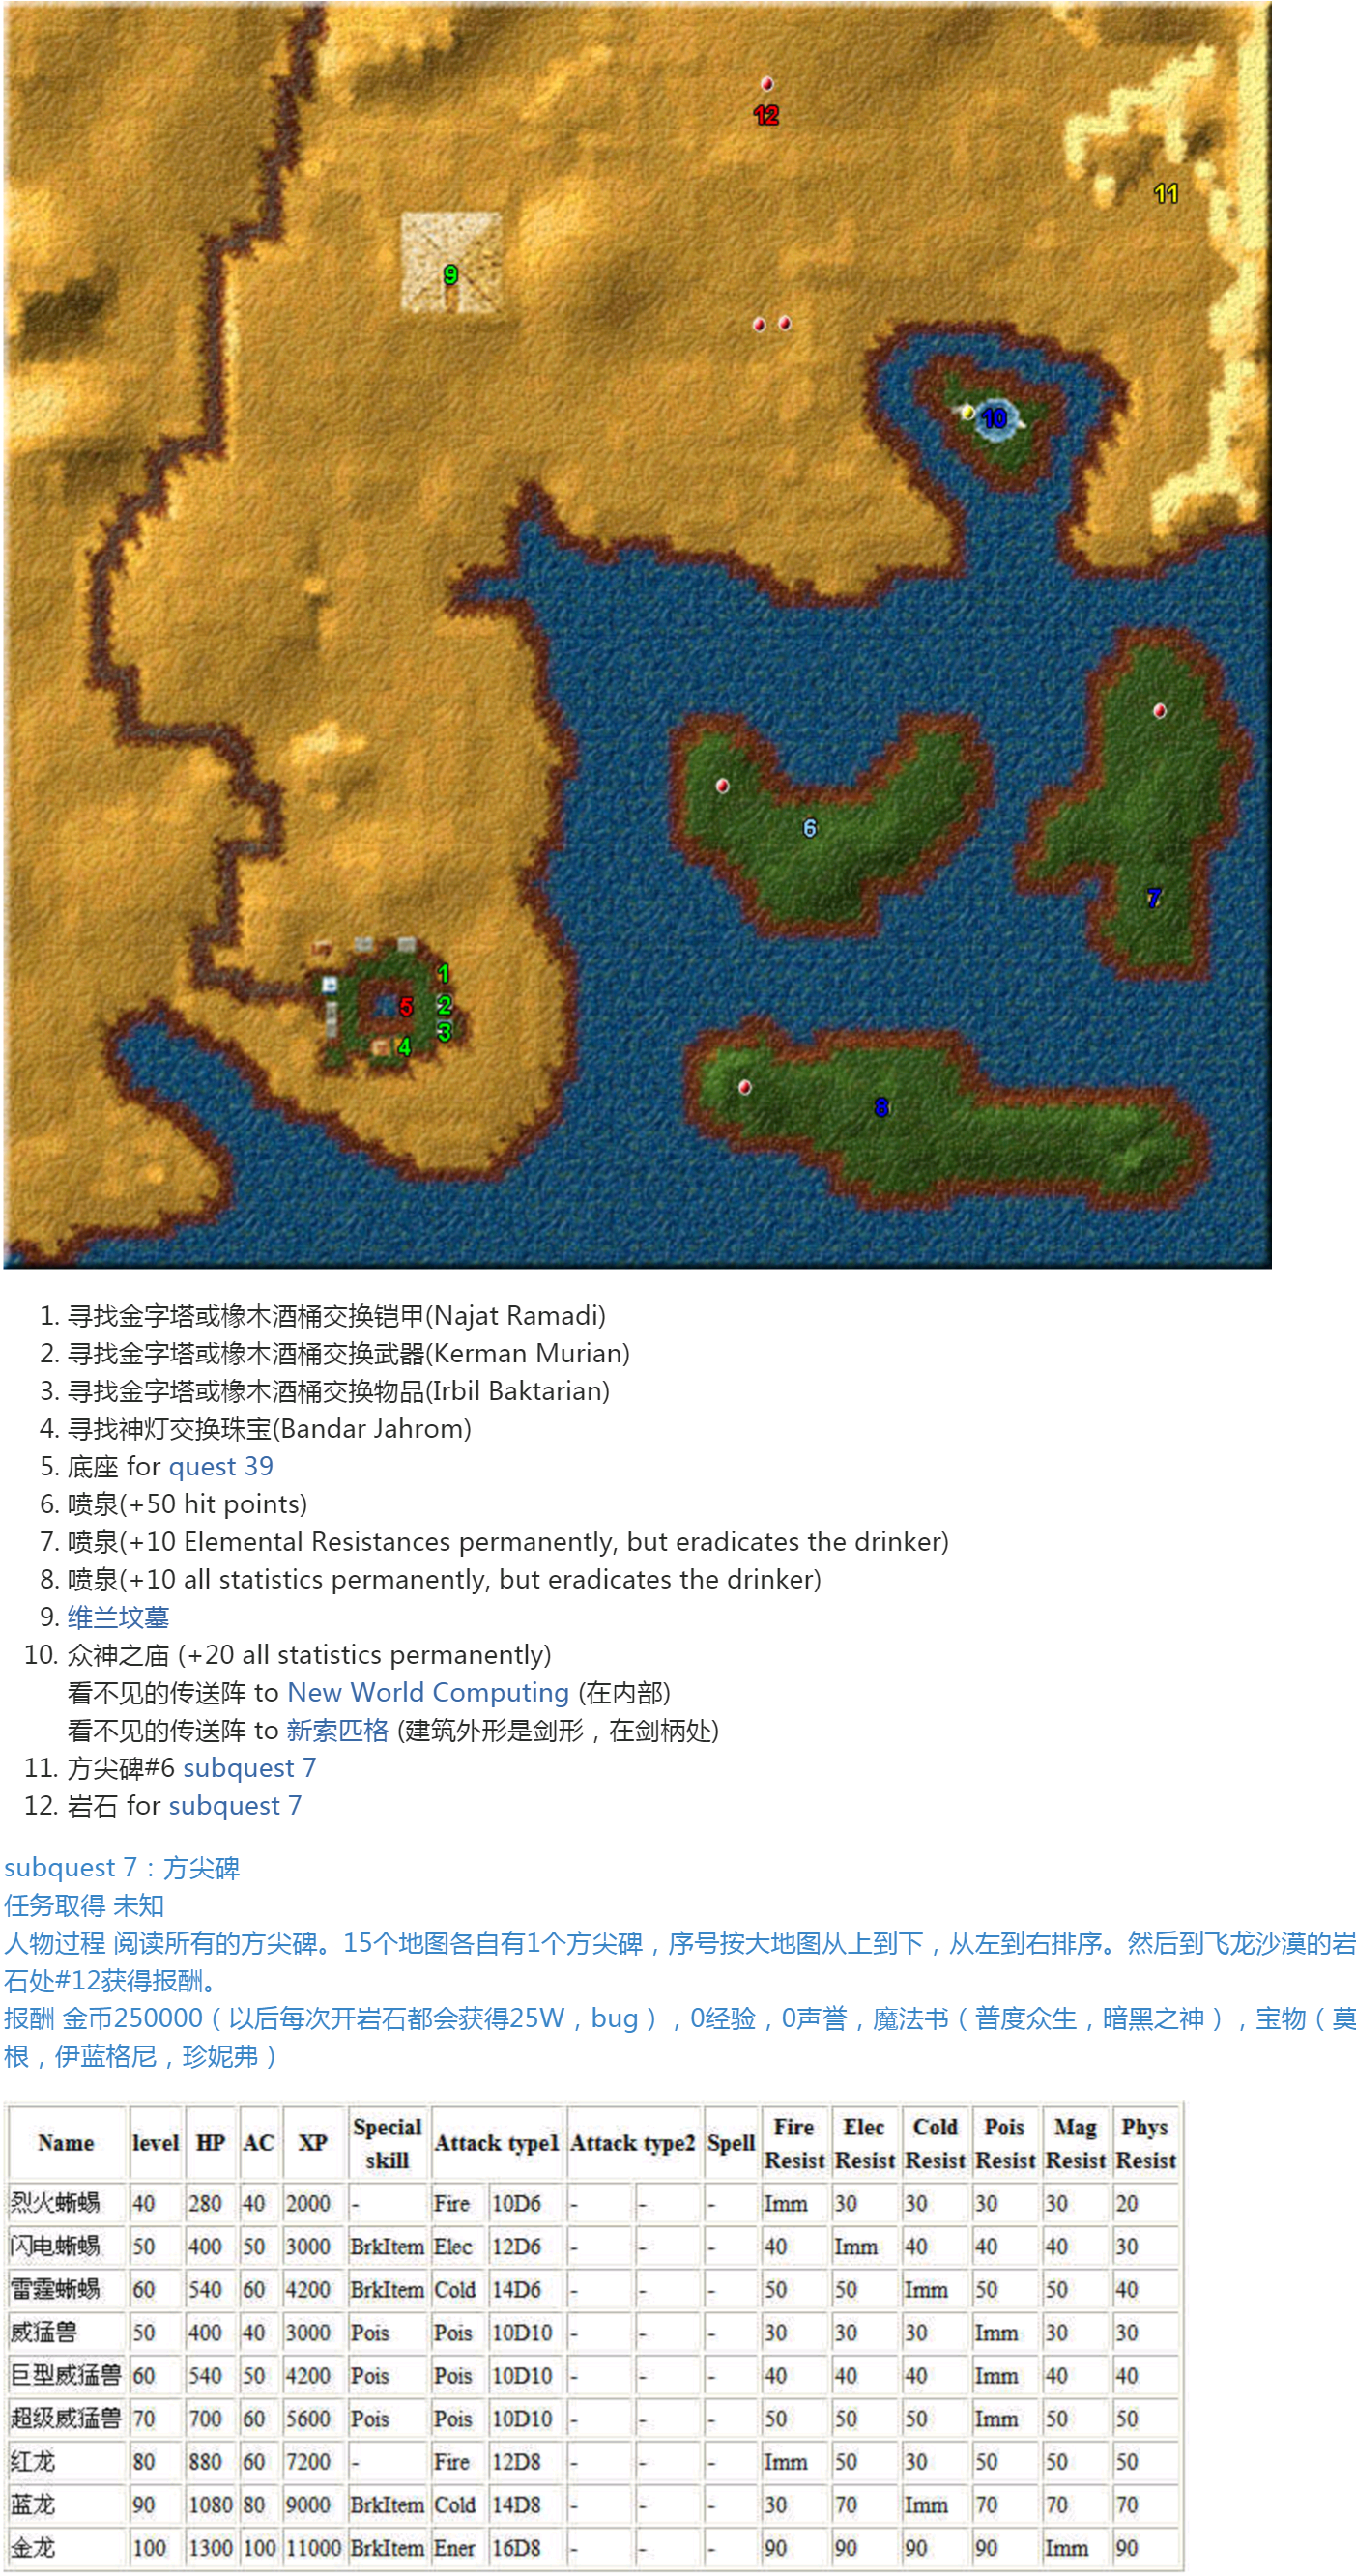 12
11
9
10
6
7
1
5 2
3
4
8
1. 寻找金字塔或橡木酒桶交换铠甲(Najat Ramadi)
2. 寻找金字塔或橡木酒桶交换武器(Kerman Murian)
3. 寻找金字塔或橡木酒桶交换物品(Irbil Baktarian)
4. 寻找神灯交换珠宝(Bandar Jahrom)
5. 底座 for quest 39
6. 喷泉(+50 hit points)
7. 喷泉(+10 Elemental Resistances permanently, but eradicates the drinker)
8. 喷泉(+10 all statistics permanently, but eradicates the drinker)
9. 维兰坟墓
10. 众神之庙 (+20 all statistics permanently)
看不见的传送阵 to New World Computing (在内部)
看不见的传送阵 to 新索匹格 (建筑外形是剑形，在剑柄处)
11. 方尖碑#6 subquest 7
12. 岩石 for subquest 7
subquest 7：方尖碑
任务取得 未知
人物过程 阅读所有的方尖碑。15个地图各自有1个方尖碑，序号按大地图从上到下，从左到右排序。然后到飞龙沙漠的岩
石处#12获得报酬。
报酬 金币250000（以后每次开岩石都会获得25W，bug），0经验，0声誉，魔法书（普度众生，暗黑之神），宝物（莫
根，伊蓝格尼，珍妮弗）
Name level HP AC XP Special skill Attack type1 Attack type2 Spell Fire Resist Elec Resist Cold Resist Pois Resist Mag Resist Phys Resist
烈火蜥蜴 40 280 40 2000 - Fire 10D6 - - - Imm 30 30 30 30 20
闪电蜥蜴 50 400 50 3000 BrkItem Elec 12D6 - - - 40 Imm 40 40 40 30
雷霆蜥蜴 60 540 60 4200 BrkItem Cold 14D6 - - - 50 50 Imm 50 50 40
威猛兽 50 400 40 3000 Pois Pois 10D10 - - - 30 30 30 Imm 30 30
巨型威猛兽 60 540 50 4200 Pois Pois 10D10 - - - 40 40 40 Imm 40 40
超级威猛兽 70 700 60 5600 Pois Pois 10D10 - - - 50 50 50 Imm 50 50
红龙 80 880 60 7200 - Fire 12D8 - - - Imm 50 30 50 50 50
蓝龙 90 1080 80 9000 BrkItem Cold 14D8 - - - 30 70 Imm 70 70 70
金龙 100 1300 100 11000 BrkItem Ener 16D8 - - - 90 90 90 90 Imm 90